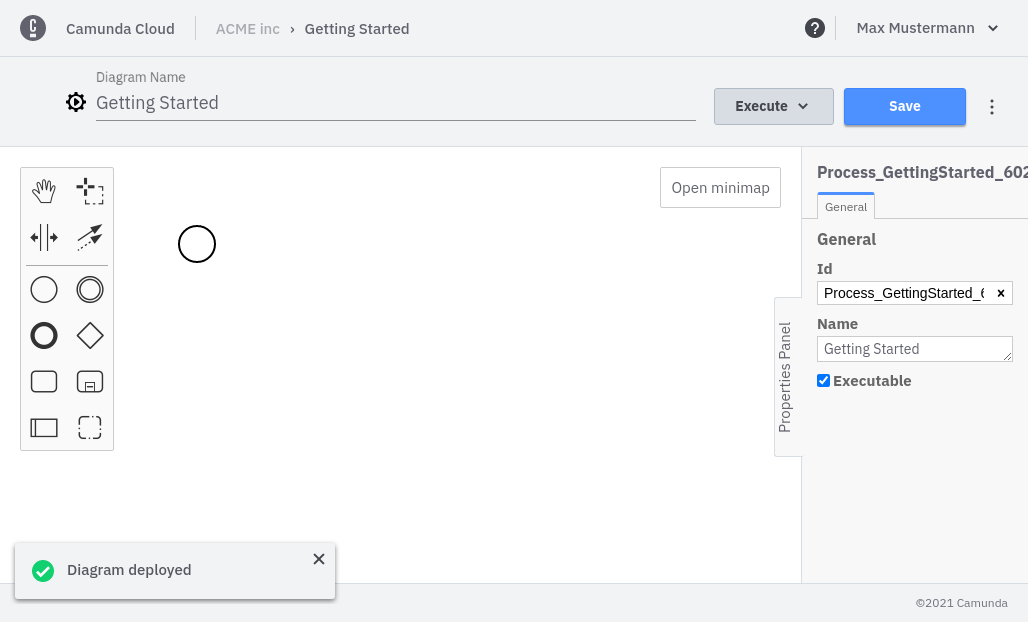 Camunda Cloud
ACME inc › Getting Started
Max Mustermann
Diagram Name
Getting Started
Execute
Save
Open minimap
Properties Panel
Process_GettingStarted_602
General
General
Id
Process_GettingStarted_6
Name
Getting Started
Executable
Diagram deployed
©2021 Camunda